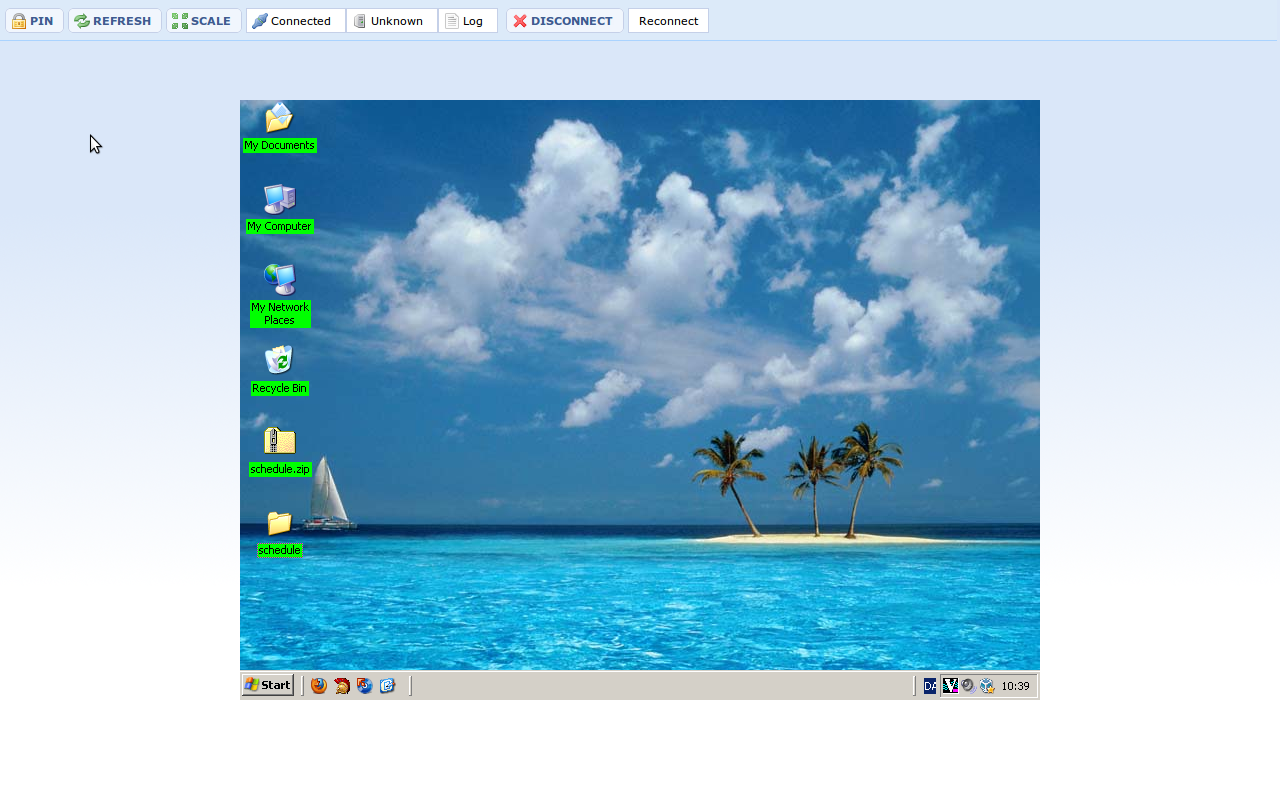 PIN REFRESH SCALE Connected Unknown Log DISCONNECT Reconnect
My Documents
My Computer
My Network
Places
Recycle Bin
schedule.zip
schedule
Start DA V 10:39